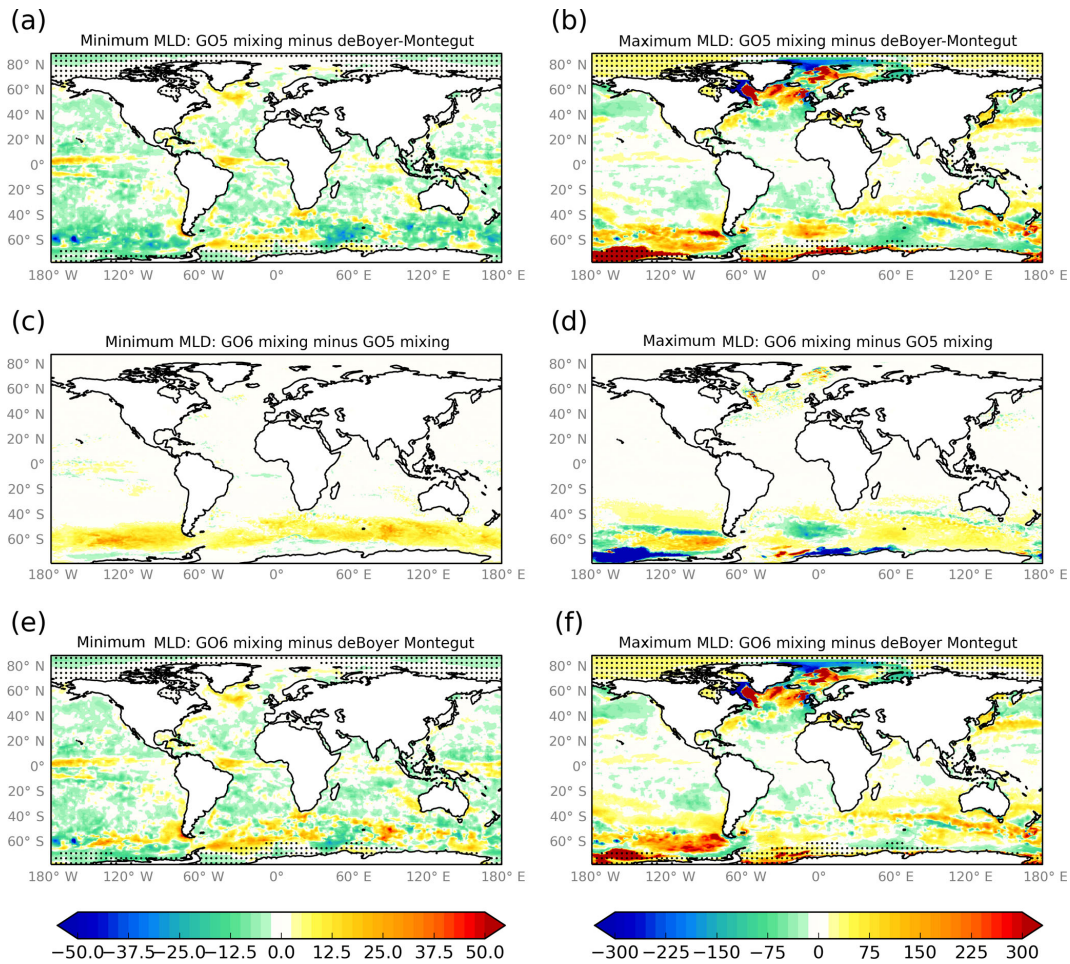 (a)
(b)
Minimum MLD: GO5 mixing minus deBoyer-Montegut
Maximum MLD: GO5 mixing minus deBoyer-Montegut
80° N
60° N
40° N
20° N
0°
20° S
40° S
60° S
180° W 120° W 60° W 0° 60° E 120° E 180° E
80° N
60° N
40° N
20° N
0°
20° S
40° S
60° S
180° W 120° W 60° W 0° 60° E 120° E 180° E
(c)
(d)
Minimum MLD: GO6 mixing minus GO5 mixing
Maximum MLD: GO6 mixing minus GO5 mixing
80° N
60° N
40° N
20° N
0°
20° S
40° S
60° S
180° W 120° W 60° W 0° 60° E 120° E 180° E
80° N
60° N
40° N
20° N
0°
20° S
40° S
60° S
180° W 120° W 60° W 0° 60° E 120° E 180° E
(e)
(f)
Minimum MLD: GO6 mixing minus deBoyer Montegut
Maximum MLD: GO6 mixing minus deBoyer Montegut
80° N
60° N
40° N
20° N
0°
20° S
40° S
60° S
180° W 120° W 60° W 0° 60° E 120° E 180° E
80° N
60° N
40° N
20° N
0°
20° S
40° S
60° S
180° W 120° W 60° W 0° 60° E 120° E 180° E
−50.0 −37.5 −25.0 −12.5 0.0 12.5 25.0 37.5 50.0
−300 −225 −150 −75 0 75 150 225 300